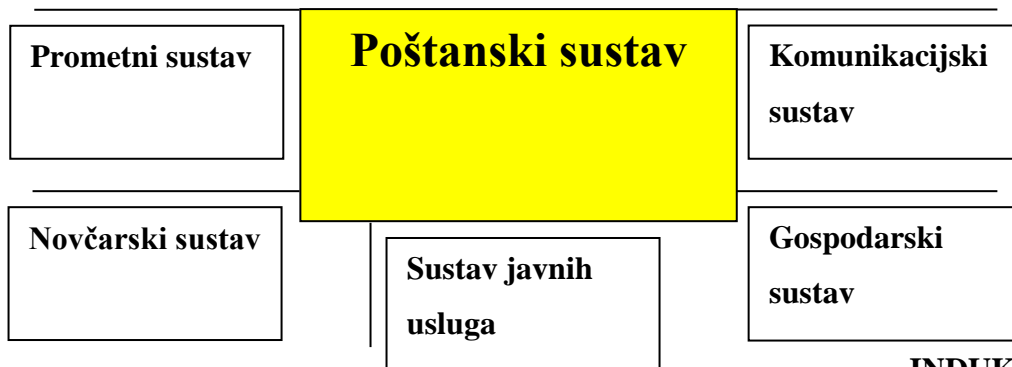 Prometni sustav
Poštanski sustav
Komunikacijski
sustav
Novčarski sustav
Sustav javnih
usluga
Gospodarski
sustav